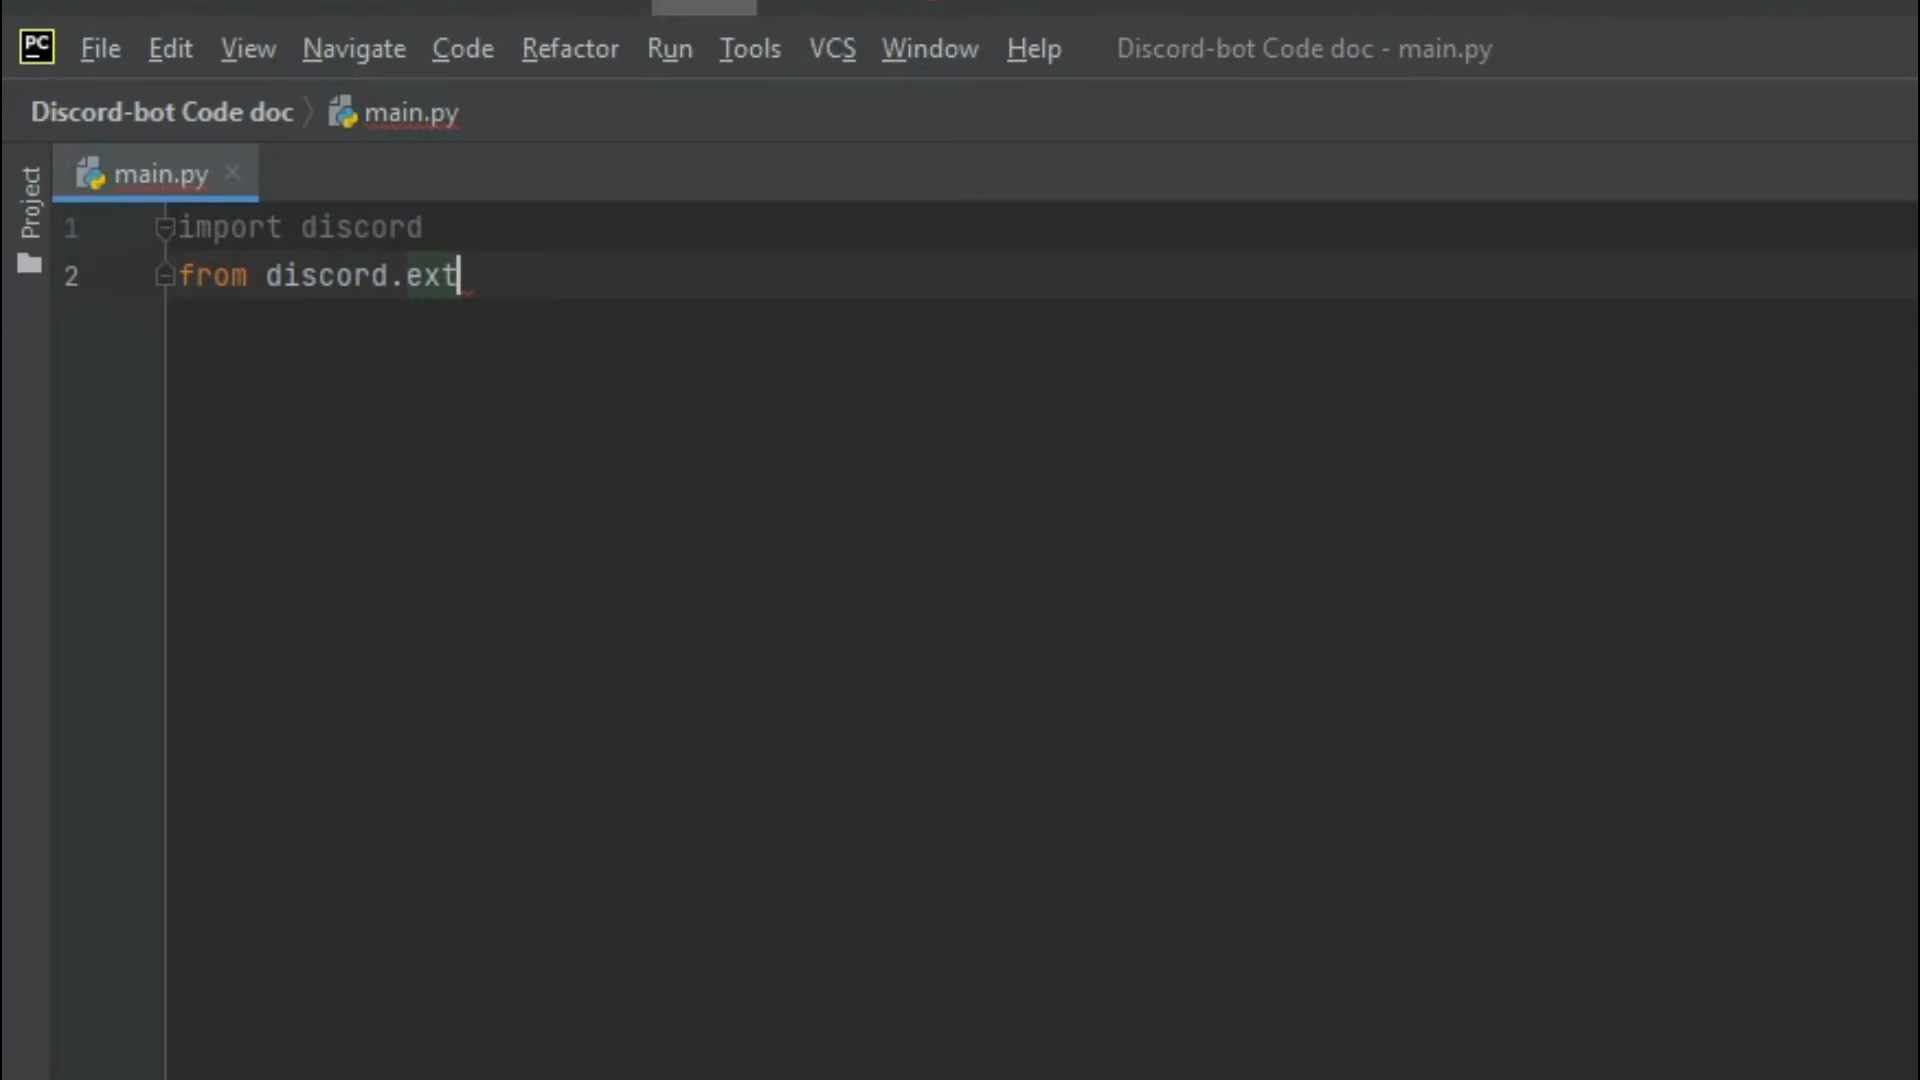 PC File Edit View Navigate Code Refactor Run Tools VCS Window Help Discord-bot Code doc - main.py
Discord-bot Code doc main.py
main.py
Project
1 import discord
2 from discord.ext